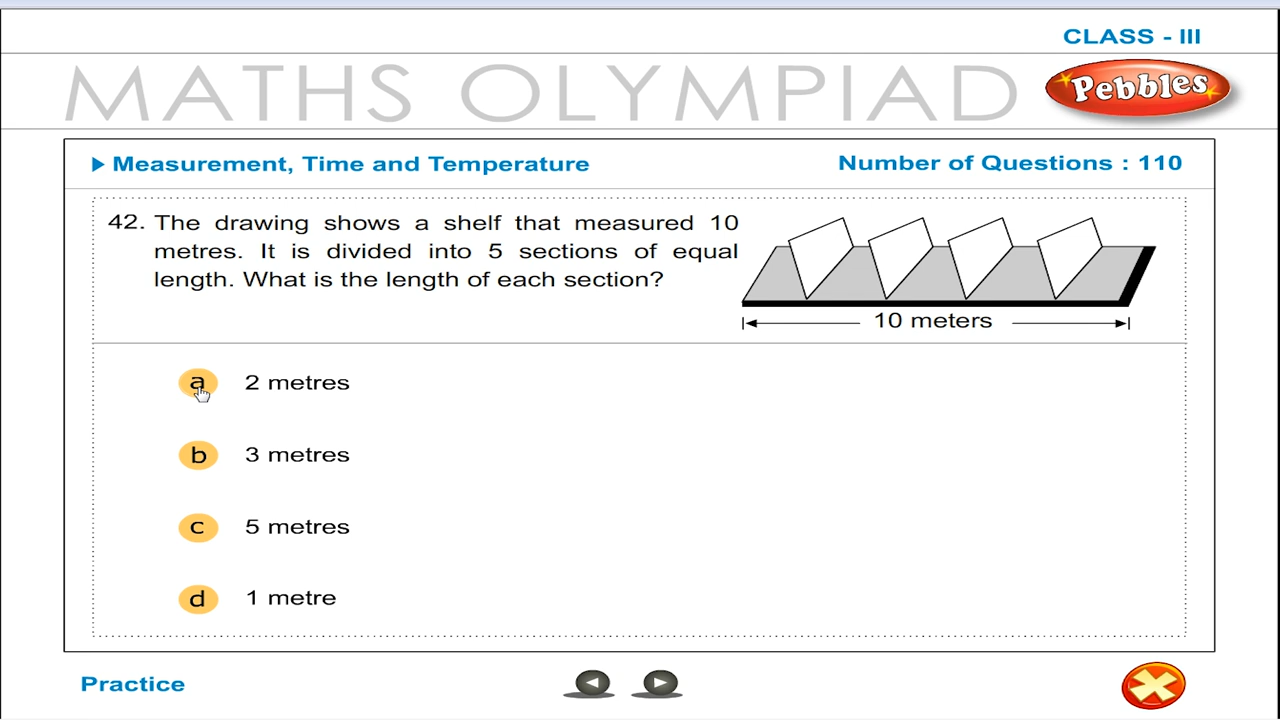 CLASS - III
MATHS OLYMPIAD
Pebbles
Measurement, Time and Temperature
Number of Questions : 110
42. The drawing shows a shelf that measured 10
metres. It is divided into 5 sections of equal
length. What is the length of each section?
10 meters
a 2 metres
b 3 metres
c 5 metres
d 1 metre
Practice